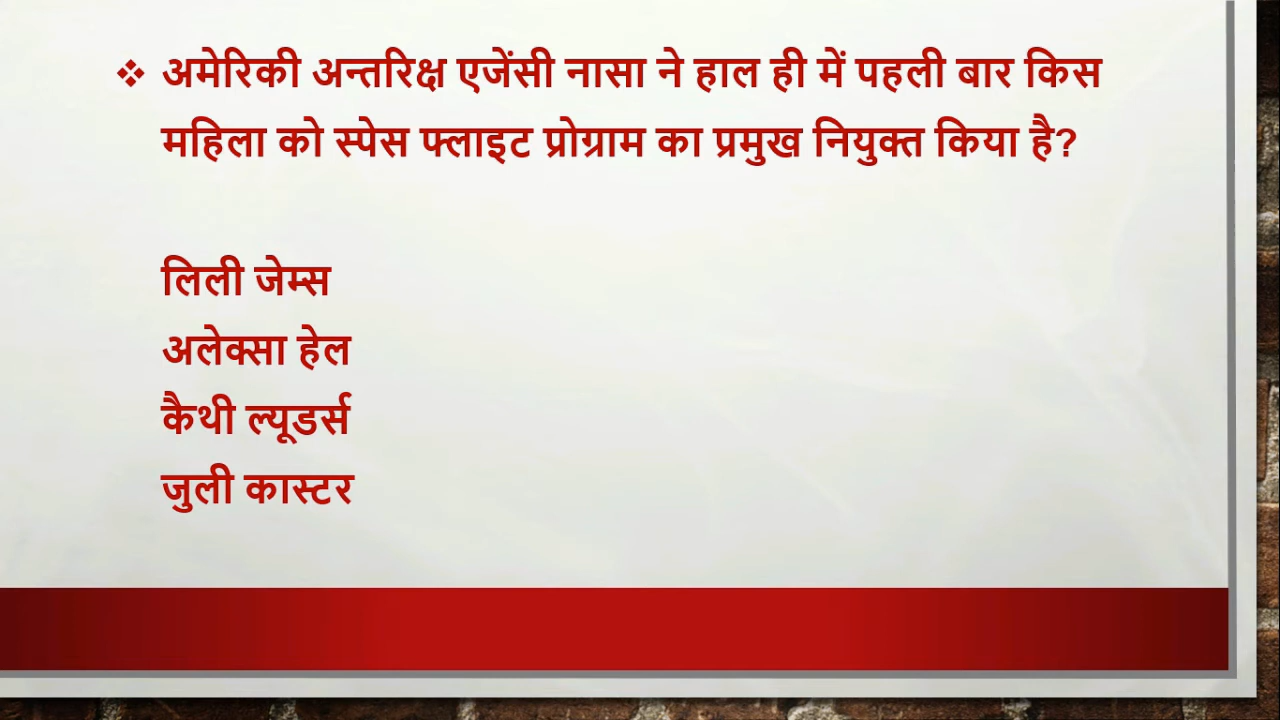 ❖ अमेरिकी अन्तरिक्ष एजेंसी नासा ने हाल ही में पहली बार किस
महिला को स्पेस फ्लाइट प्रोग्राम का प्रमुख नियुक्त किया है?
लिली जेम्स
अलेक्सा हेल
कैथी ल्यूडर्स
जुली कास्टर